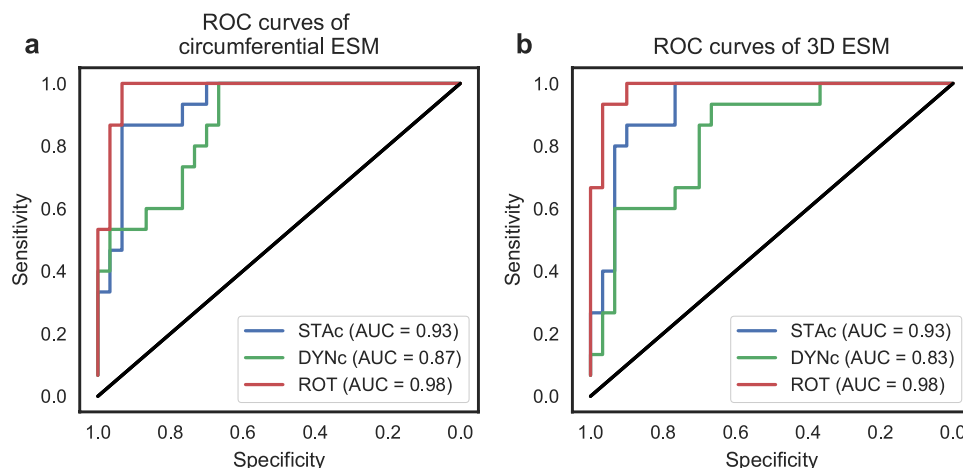 a
ROC curves of
circumferential ESM
1.0
0.8
0.6
0.4
0.2
0.0
Sensitivity
STAc (AUC = 0.93)
DYNc (AUC = 0.87)
ROT (AUC = 0.98)
1.0 0.8 0.6 0.4 0.2 0.0
Specificity
b
ROC curves of 3D ESM
1.0
0.8
0.6
0.4
0.2
0.0
Sensitivity
STAc (AUC = 0.93)
DYNc (AUC = 0.83)
ROT (AUC = 0.98)
1.0 0.8 0.6 0.4 0.2 0.0
Specificity